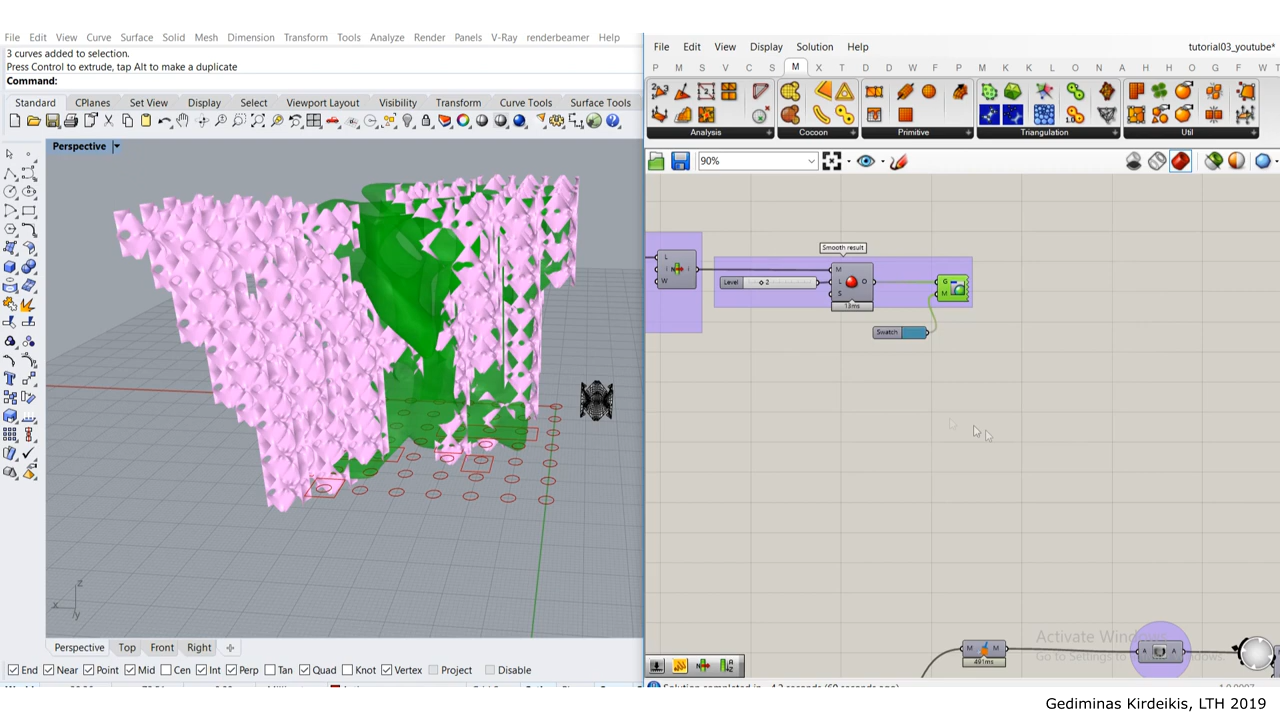 File Edit View Curve Surface Solid Mesh Dimension Transform Tools Analyze Render Panels V-Ray renderbeamer Help
3 curves added to selection.
Press Control to extrude, tap Alt to make a duplicate
Command:
Standard CPlanes Set View Display Select Viewport Layout Visibility Transform Curve Tools Surface Tools
Perspective
z
x
y
Perspective Top Front Right
End Near Point Mid Cen Int Perp Tan Quad Knot Vertex Project Disable
File Edit View Display Solution Help tutorial03_youtube*
P M S V C S M X T D D W F P M K K L O N A H H O F W T
Analysis Cocoon Primitive Triangulation Util
90%
Smooth result
L
I
W
I
Level 2
M
L
S
O
13ms
G
M
Swatch
M M
491ms
A A
Activate Windows
Go to Settings to Windows.
Gediminas Kirdeikis, LTH 2019